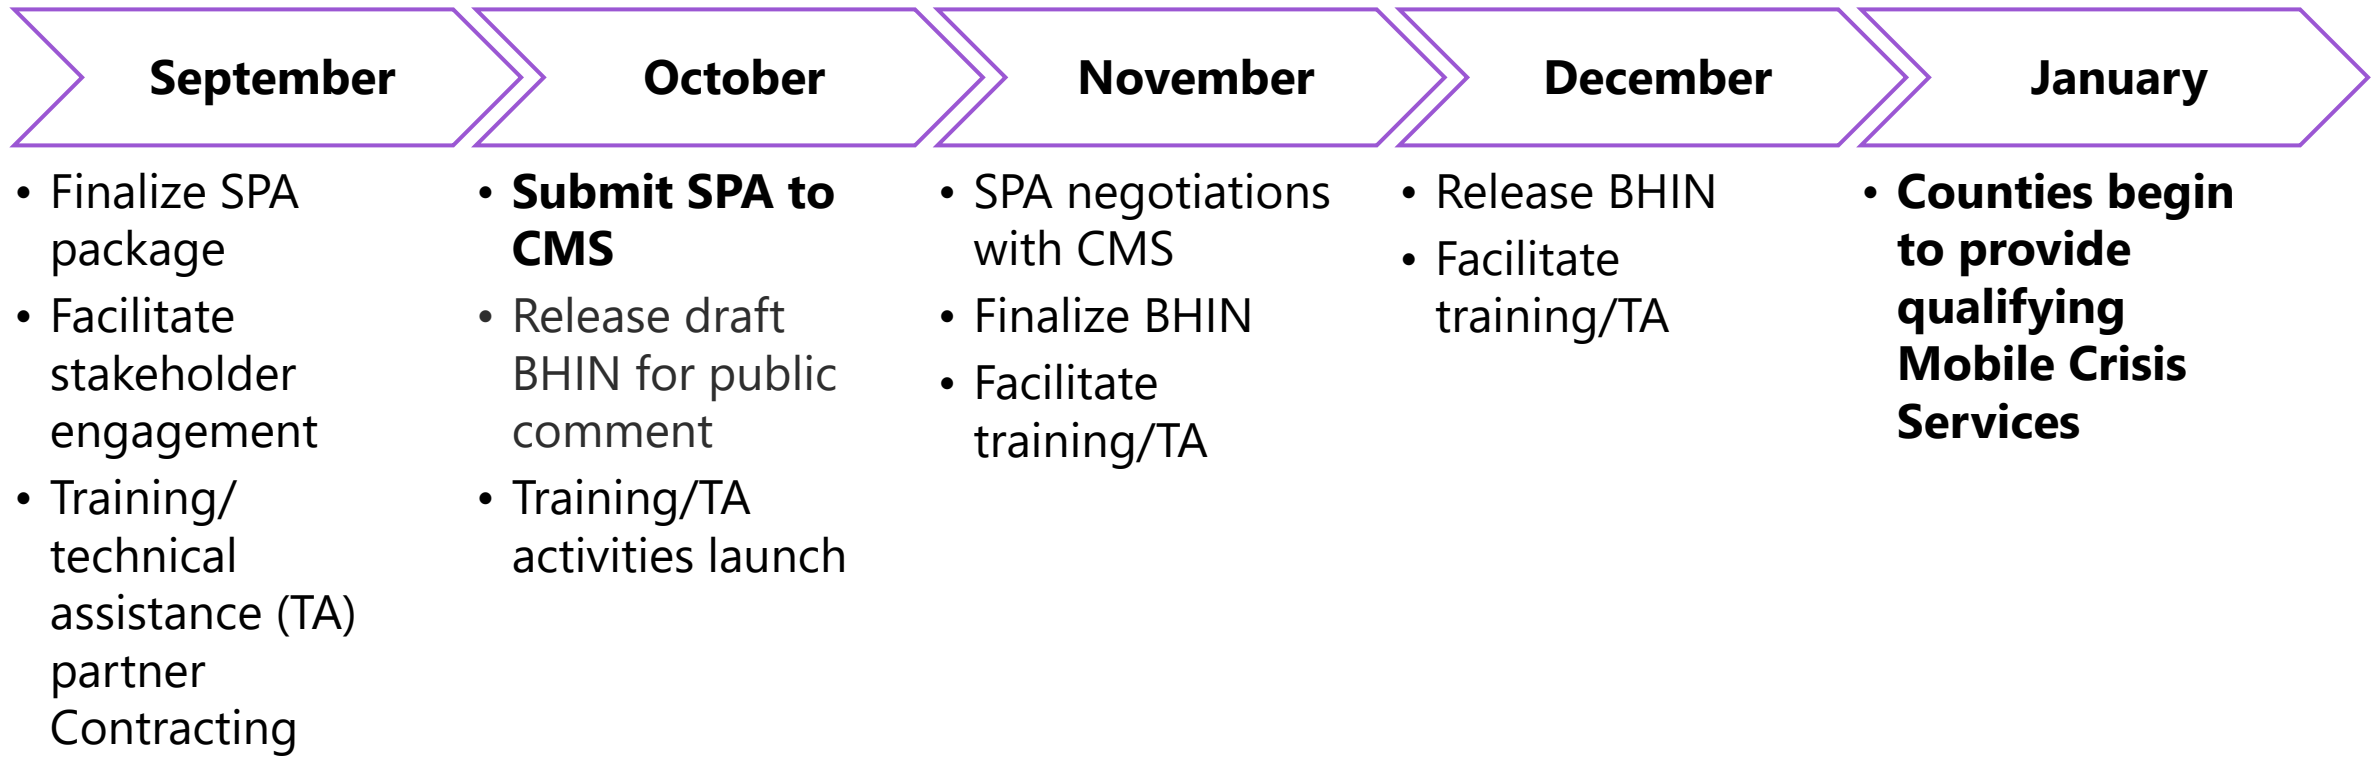 September
• Finalize SPA
package
• Facilitate
stakeholder
engagement
• Training/
technical
assistance (TA)
partner
Contracting
October
• Submit SPA to
CMS
• Release draft
BHIN for public
comment
• Training/TA
activities launch
November
• SPA negotiations
with CMS
• Finalize BHIN
• Facilitate
training/TA
December
• Release BHIN
• Facilitate
training/TA
January
• Counties begin
to provide
qualifying
Mobile Crisis
Services